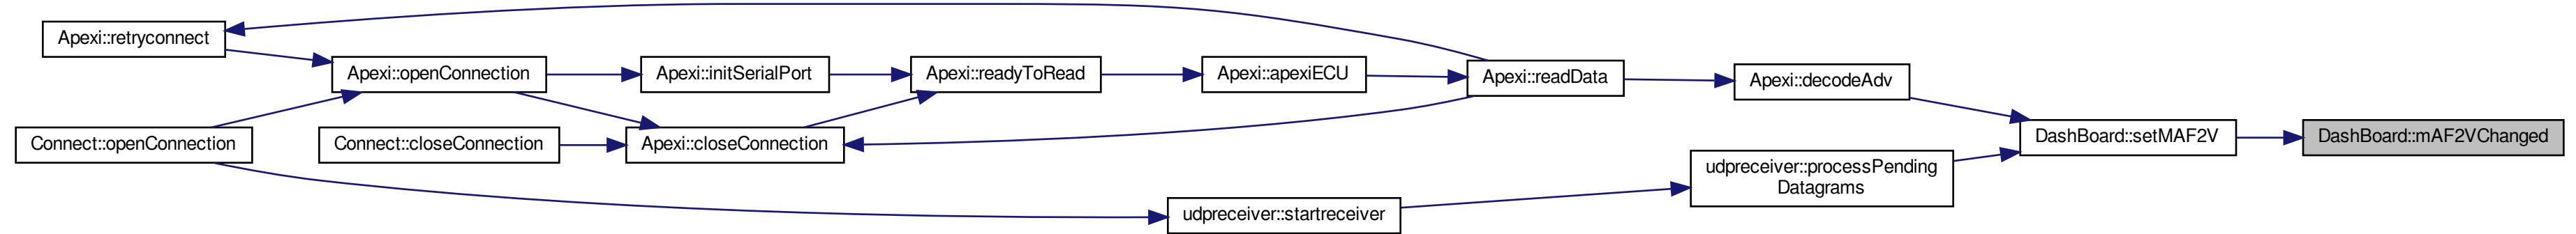 Apexi::retryconnect
Apexi::openConnection
Apexi::initSerialPort
Apexi::readyToRead
Apexi::apexiECU
Apexi::readData
Apexi::decodeAdv
Connect::openConnection
Connect::closeConnection
Apexi::closeConnection
DashBoard::setMAF2V
DashBoard::mAF2VChanged
udpreceiver::processPending
Datagrams
udpreceiver::startreceiver